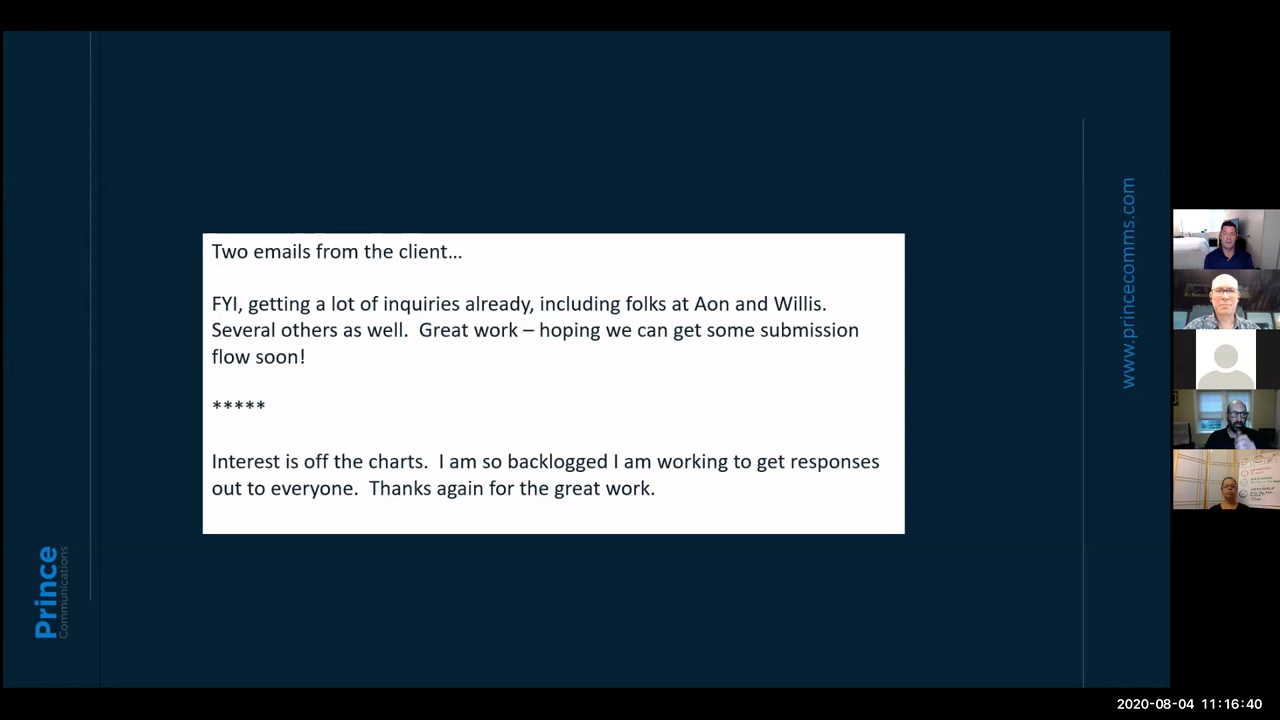 Two emails from the client…
FYI, getting a lot of inquiries already, including folks at Aon and Willis.
Several others as well.  Great work – hoping we can get some submission
flow soon!
*****
Interest is off the charts.  I am so backlogged I am working to get responses
out to everyone.  Thanks again for the great work.
Prince
Communications
www.princecomms.com
2020-08-04 11:16:40